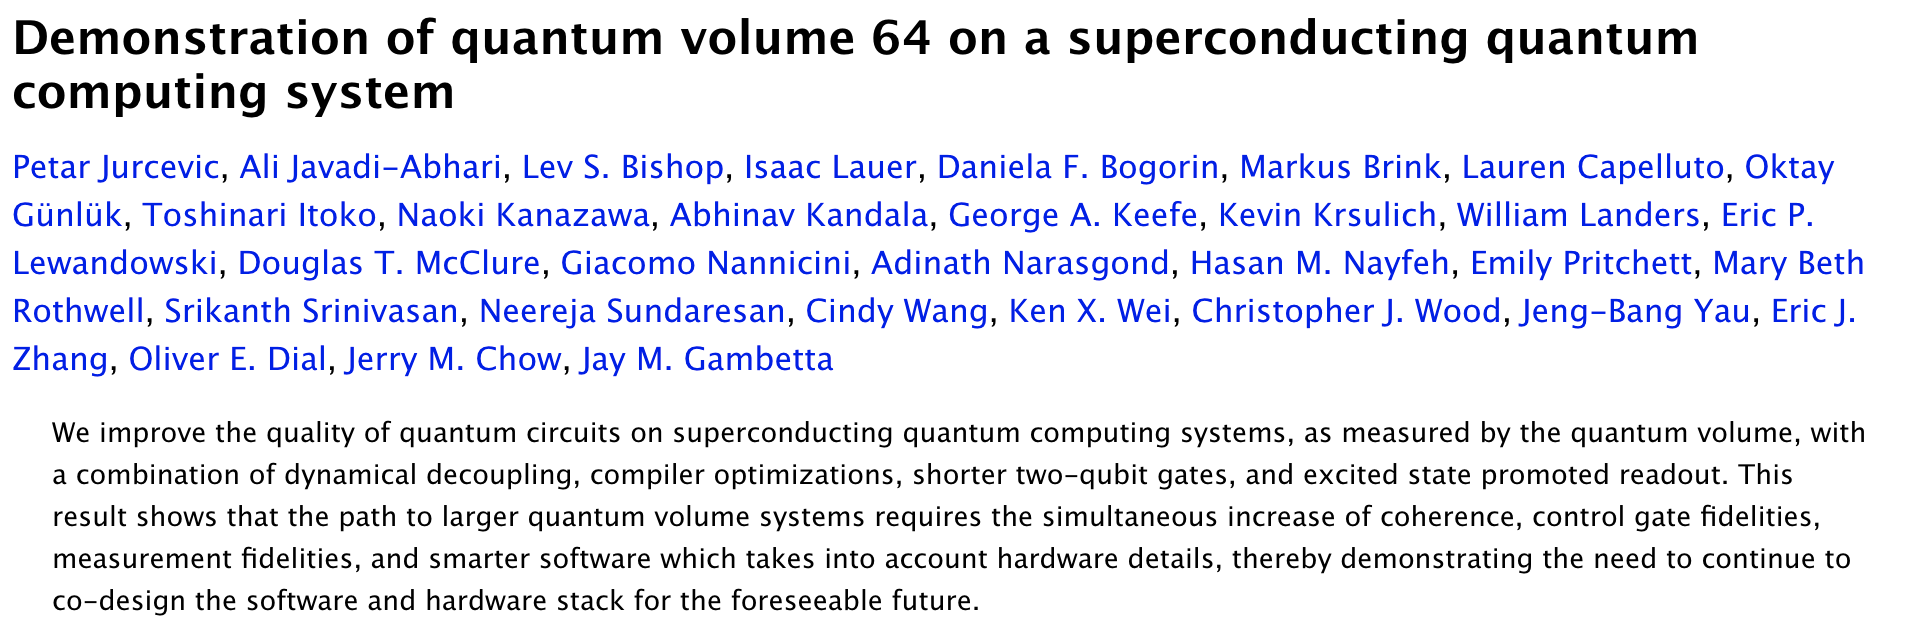 Demonstration of quantum volume 64 on a superconducting quantum
computing system
Petar Jurcevic, Ali Javadi-Abhari, Lev S. Bishop, Isaac Lauer, Daniela F. Bogorin, Markus Brink, Lauren Capelluto, Oktay
Günlük, Toshinari Itoko, Naoki Kanazawa, Abhinav Kandala, George A. Keefe, Kevin Krsulich, William Landers, Eric P.
Lewandowski, Douglas T. McClure, Giacomo Nannicini, Adinath Narasgond, Hasan M. Nayfeh, Emily Pritchett, Mary Beth
Rothwell, Srikanth Srinivasan, Neereja Sundaresan, Cindy Wang, Ken X. Wei, Christopher J. Wood, Jeng-Bang Yau, Eric J.
Zhang, Oliver E. Dial, Jerry M. Chow, Jay M. Gambetta
We improve the quality of quantum circuits on superconducting quantum computing systems, as measured by the quantum volume, with
a combination of dynamical decoupling, compiler optimizations, shorter two-qubit gates, and excited state promoted readout. This
result shows that the path to larger quantum volume systems requires the simultaneous increase of coherence, control gate fidelities,
measurement fidelities, and smarter software which takes into account hardware details, thereby demonstrating the need to continue to
co-design the software and hardware stack for the foreseeable future.